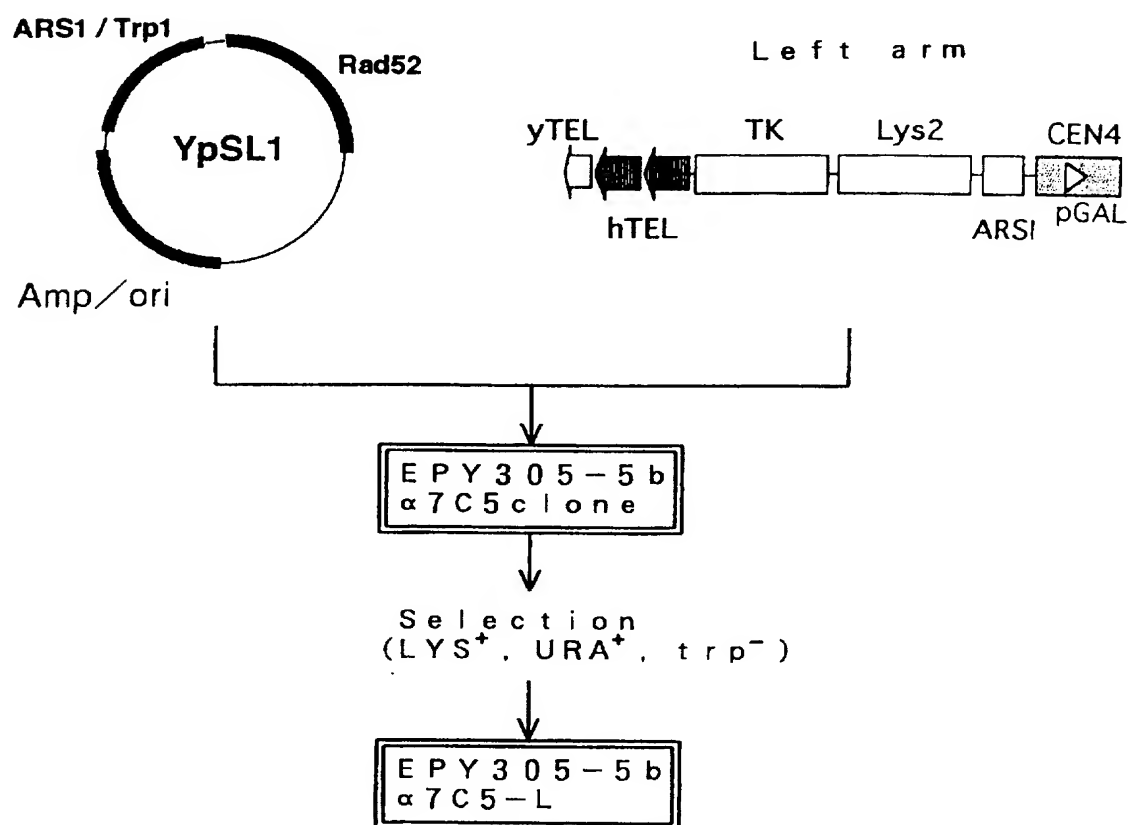 ARS1 / Trp1
Rad52
YpSL1
Amp/ori
Left arm
yTEL
TK
Lys2
CEN4
hTEL
ARSI
pGAL
EPY305-5b
α7C5clone
Selection
(LYS⁺, URA⁺, trp⁻)
EPY305-5b
α7C5-L